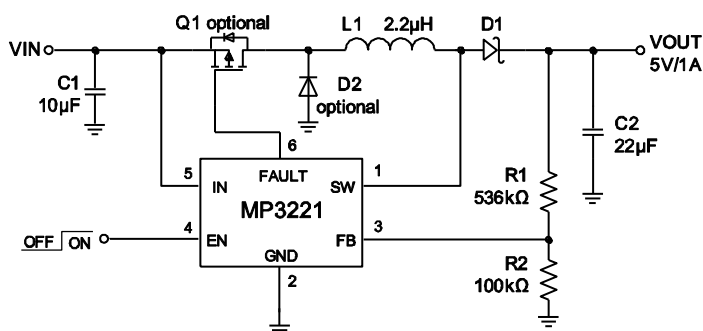 Q1 optional
L1 2.2µH
D1
VIN
VOUT
5V/1A
C1
10µF
D2
optional
C2
22µF
6
5
FAULT
1
IN
SW
R1
536kΩ
MP3221
4
3
OFF ON
EN
FB
GND
R2
100kΩ
2